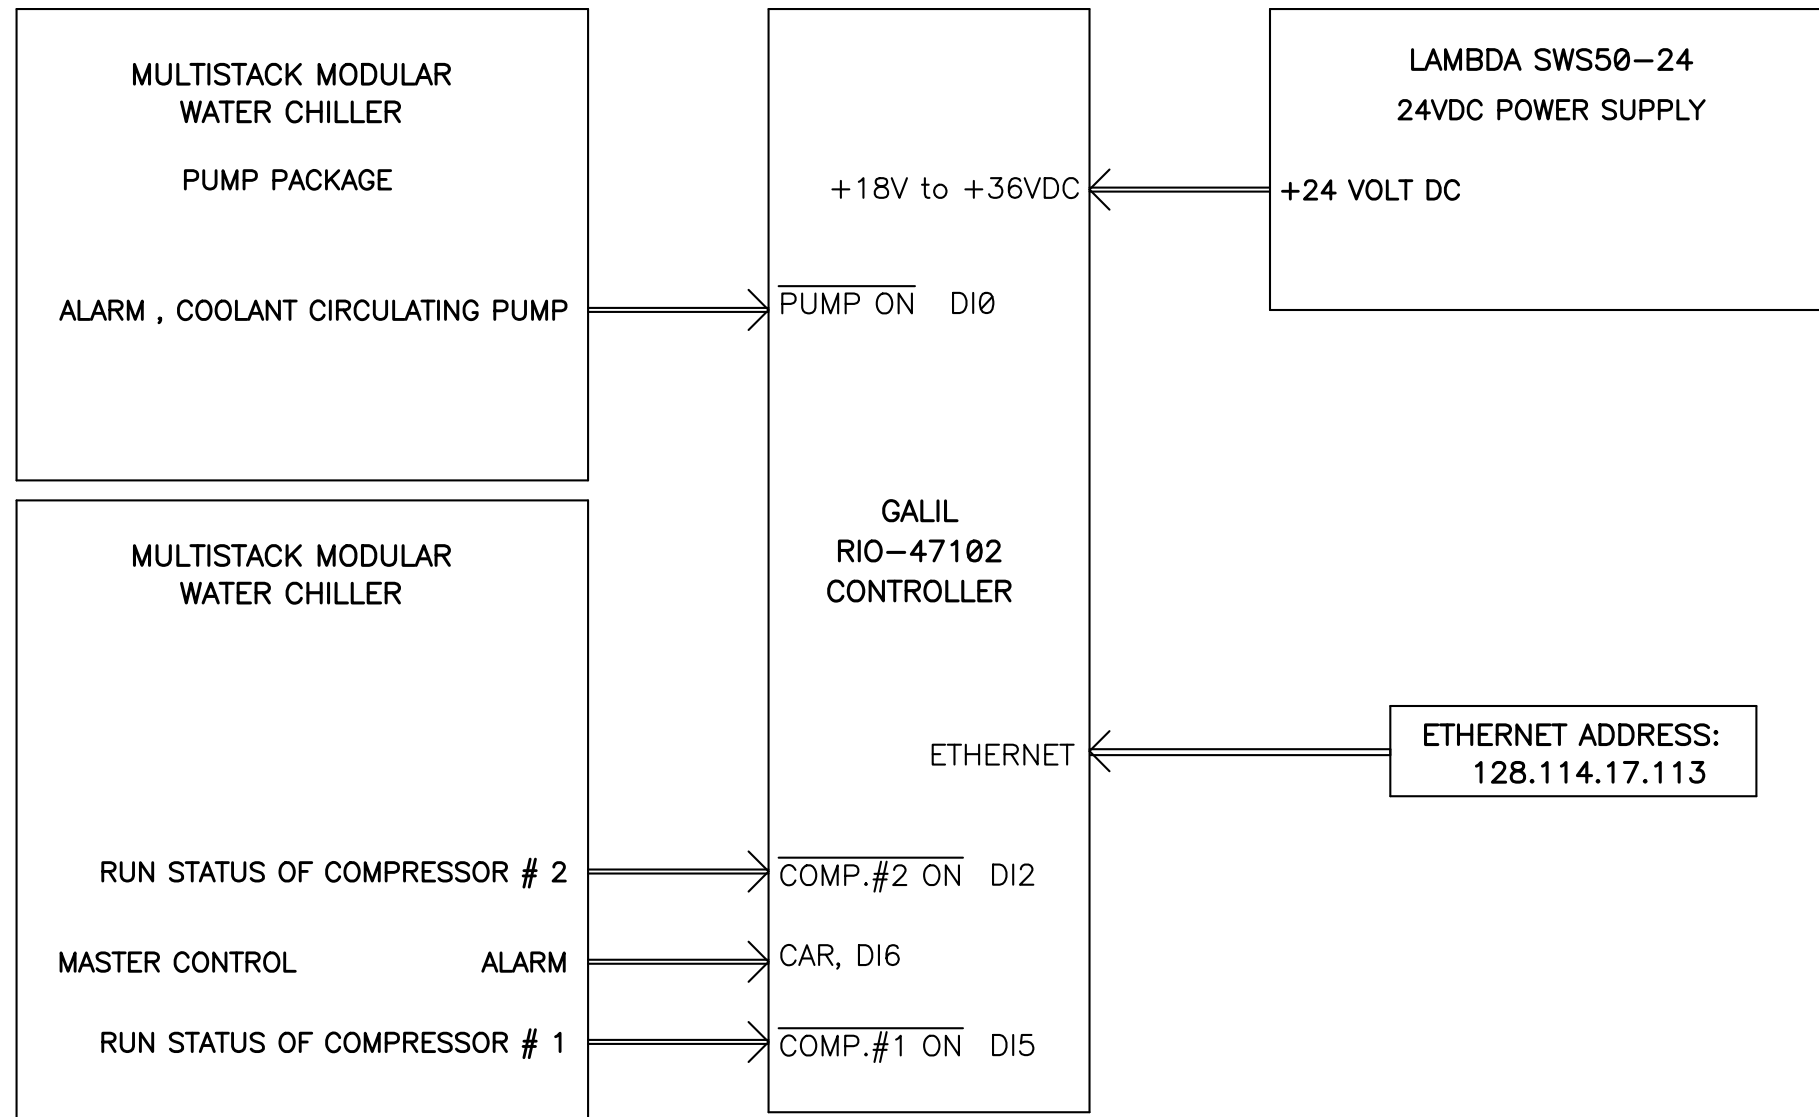 MULTISTACK MODULAR
WATER CHILLER
PUMP PACKAGE
ALARM , COOLANT CIRCULATING PUMP
MULTISTACK MODULAR
WATER CHILLER
RUN STATUS OF COMPRESSOR # 2
MASTER CONTROL ALARM
RUN STATUS OF COMPRESSOR # 1
+18V to +36VDC
PUMP ON DI0
GALIL
RIO-47102
CONTROLLER
ETHERNET
COMP.#2 ON DI2
CAR, DI6
COMP.#1 ON DI5
LAMBDA SWS50-24
24VDC POWER SUPPLY
+24 VOLT DC
ETHERNET ADDRESS:
128.114.17.113